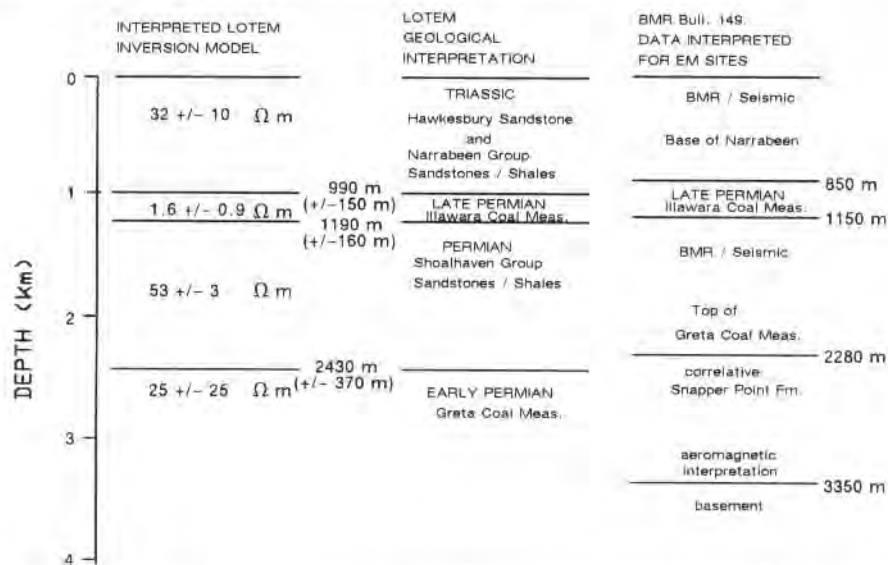 INTERPRETED LOTEM
INVERSION MODEL
LOTEM
GEOLOGICAL
INTERPRETATION
BMR Bull. 149.
DATA INTERPRETED
FOR EM SITES
DEPTH (Km)
0
1
2
3
4
32 +/- 10 Ω m
990 m
(+/-150 m)
1.6 +/- 0.9 Ω m
1190 m
(+/-160 m)
53 +/- 3 Ω m
2430 m
(+/- 370 m)
25 +/- 25 Ω m
TRIASSIC
Hawkesbury Sandstone
and
Narrabeen Group
Sandstones / Shales
LATE PERMIAN
Illawara Coal Meas.
PERMIAN
Shoalhaven Group
Sandstones / Shales
EARLY PERMIAN
Greta Coal Meas.
BMR / Seismic
Base of Narrabeen
850 m
LATE PERMIAN
Illawara Coal Meas.
1150 m
BMR / Seismic
Top of
Greta Coal Meas.
2280 m
correlative
Snapper Point Fm.
aeromagnetic
interpretation
3350 m
basement